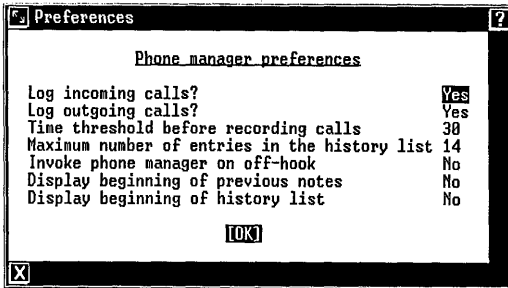 Preferences ?
Phone manager preferences
Log incoming calls? Yes
Log outgoing calls? Yes
Time threshold before recording calls 30
Maximum number of entries in the history list 14
Invoke phone manager on off-hook No
Display beginning of previous notes No
Display beginning of history list No
[OK]
X